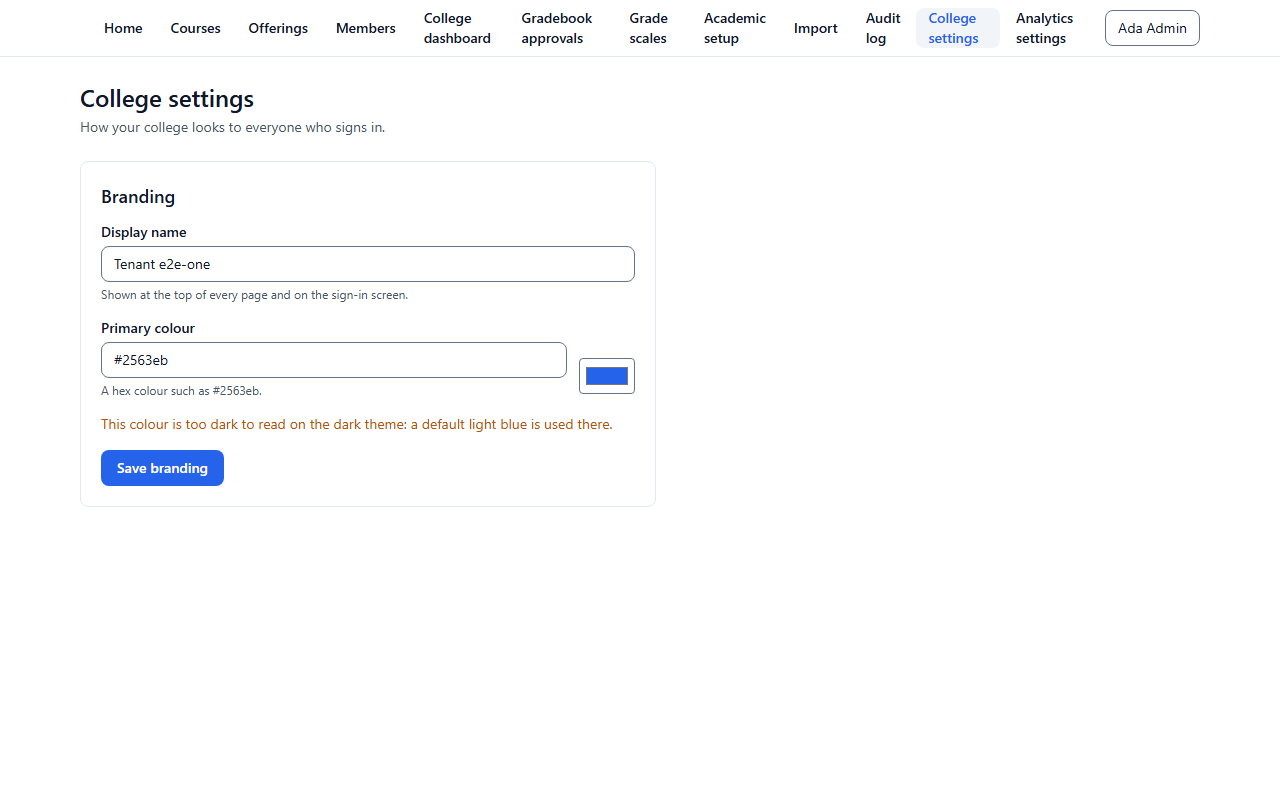 Home
Courses
Offerings
Members
College
dashboard
Gradebook
approvals
Grade
scales
Academic
setup
Import
Audit
log
College
settings
Analytics
settings
Ada Admin
College settings
How your college looks to everyone who signs in.
Branding
Display name
Tenant e2e-one
Shown at the top of every page and on the sign-in screen.
Primary colour
#2563eb
A hex colour such as #2563eb.
This colour is too dark to read on the dark theme: a default light blue is used there.
Save branding